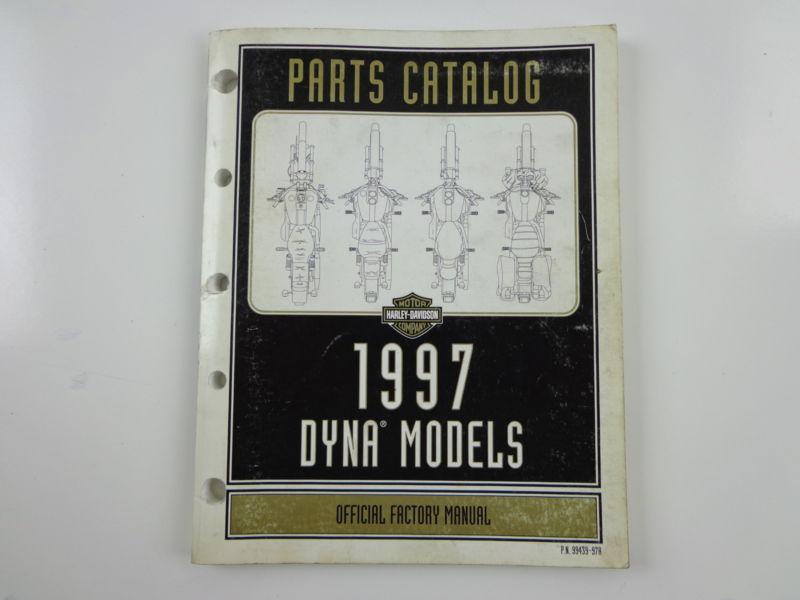 PARTS CATALOG
MOTOR
HARLEY-DAVIDSON
COMPANY
1997
DYNA® MODELS
OFFICIAL FACTORY MANUAL
P.N. 99439-97B